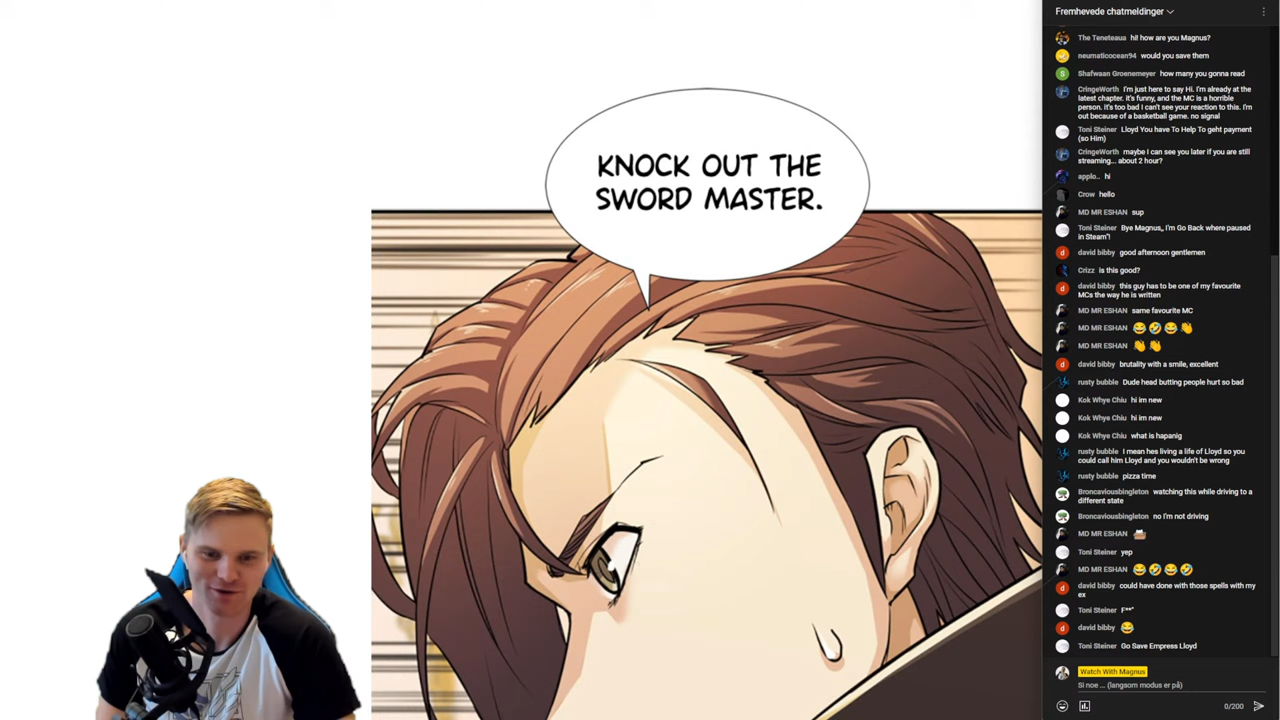 KNOCK OUT THE
SWORD MASTER.
Fremhevede chatmeldinger
The Teneteaua hi! how are you Magnus?
neumaticocean94 would you save them
S
Shafwaan Groenemeyer how many you gonna read
CringeWorth I'm just here to say Hi. I'm already at the
latest chapter. it's funny, and the MC is a horrible
person. it's too bad I can't see your reaction to this. I'm
out because of a basketball game. no signal
Toni Steiner Lloyd You have To Help To geht payment
(so Him)
CringeWorth maybe I can see you later if you are still
streaming... about 2 hour?
applo.. hi
Crow hello
MD MR ESHAN sup
Toni Steiner Bye Magnus,, I'm Go Back where paused
in Steam"!
d
david bibby good afternoon gentlemen
Crizz is this good?
d
david bibby this guy has to be one of my favourite
MCs the way he is written
MD MR ESHAN same favourite MC
MD MR ESHAN 😂 🤣 😂 👏
MD MR ESHAN 👏 👏
d
david bibby brutality with a smile, excellent
rusty bubble Dude head butting people hurt so bad
Kok Whye Chiu hi im new
Kok Whye Chiu hi im new
Kok Whye Chiu what is hapanig
rusty bubble I mean hes living a life of Lloyd so you
could call him Lloyd and you wouldn't be wrong
rusty bubble pizza time
Broncaviousbingleton watching this while driving to a
different state
Broncaviousbingleton no I'm not driving
MD MR ESHAN
Toni Steiner yep
MD MR ESHAN 😂 🤣 😂 🤣
d
david bibby could have done with those spells with my
ex
Toni Steiner F**"
d
david bibby 😂
Toni Steiner Go Save Empress Lloyd
Watch With Magnus
Si noe ... (langsom modus er på)
0/200